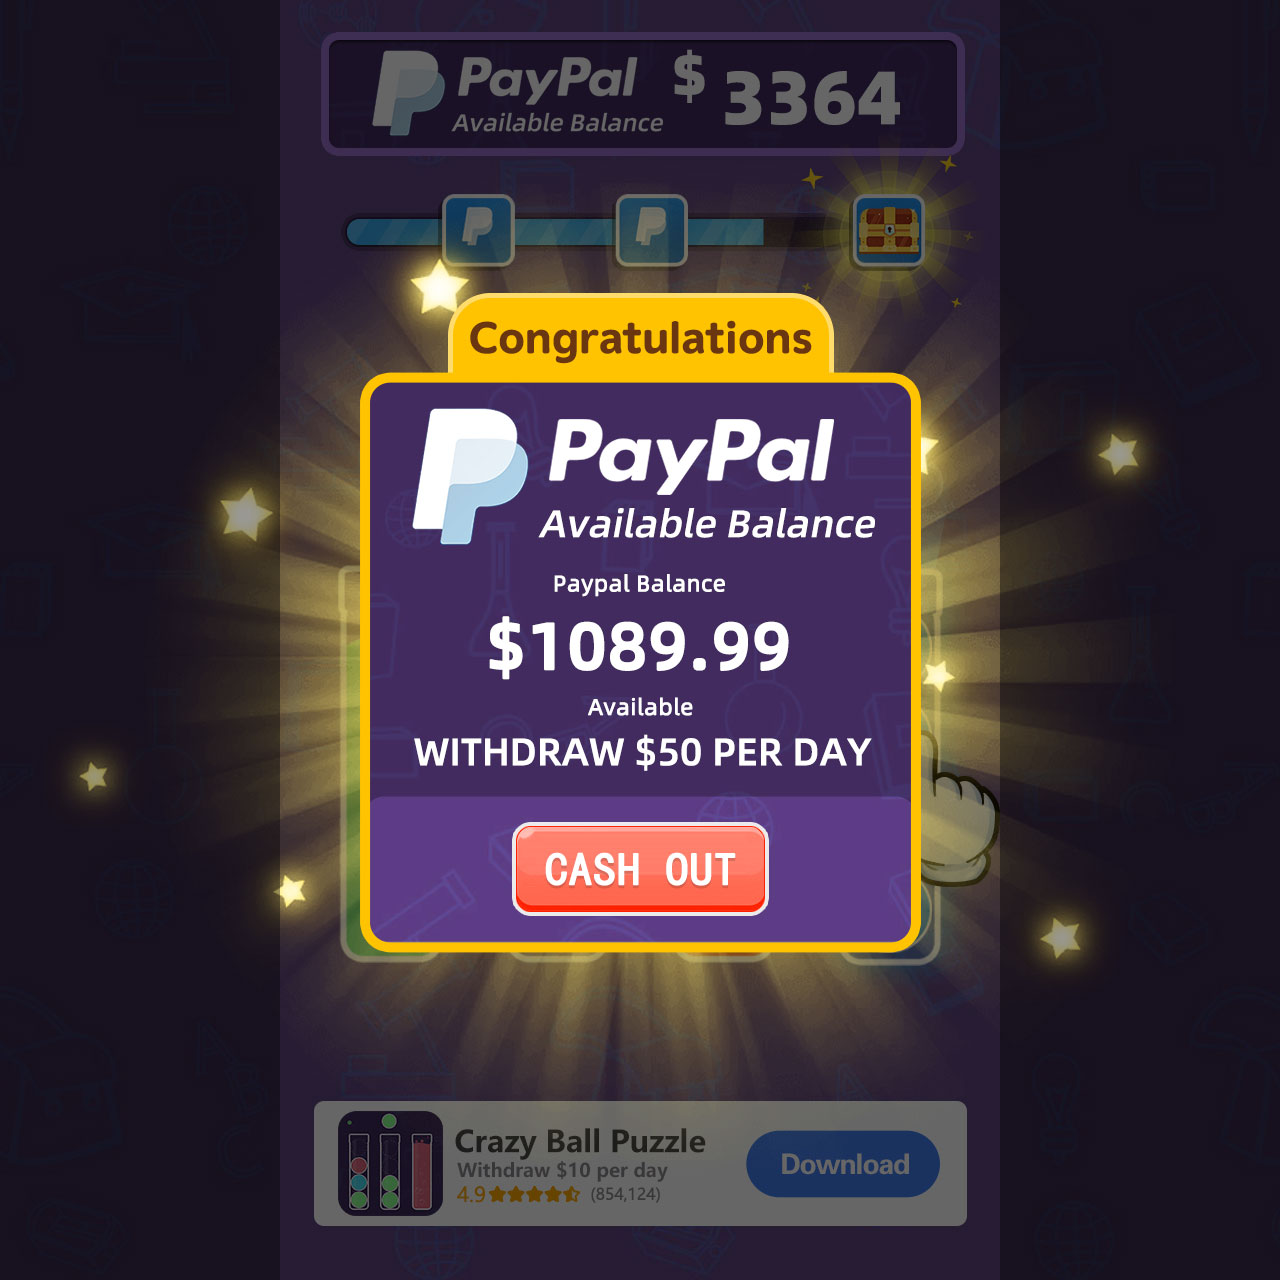 PayPal $ 3364
Available Balance
Congratulations
PayPal
Available Balance
Paypal Balance
$1089.99
Available
WITHDRAW $50 PER DAY
CASH OUT
Crazy Ball Puzzle
Withdraw $10 per day
4.9 (854,124)
Download